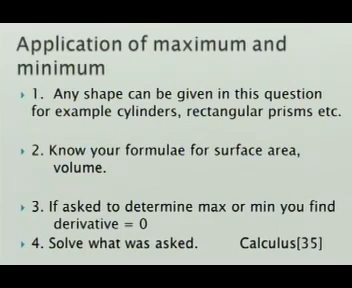 Application of maximum and
minimum
1. Any shape can be given in this question
for example cylinders, rectangular prisms etc.
2. Know your formulae for surface area,
volume.
3. If asked to determine max or min you find
derivative = 0
4. Solve what was asked. Calculus[35]